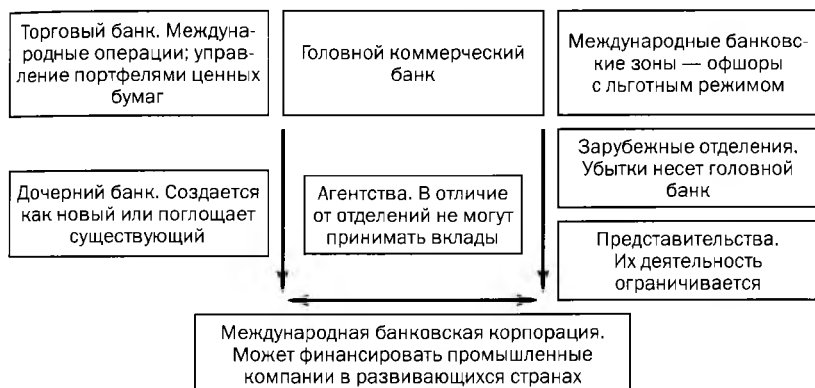 Торговый банк. Междуна-
родные операции; управ-
ление портфелями ценных
бумаг
Головной коммерческий
банк
Международные банковс-
кие зоны — офшоры
с льготным режимом
Зарубежные отделения.
Убытки несет головной
банк
Дочерний банк. Создается
как новый или поглощает
существующий
Агентства. В отличие
от отделений не могут
принимать вклады
Представительства.
Их деятельность
ограничивается
Международная банковская корпорация.
Может финансировать промышленные
компании в развивающихся странах